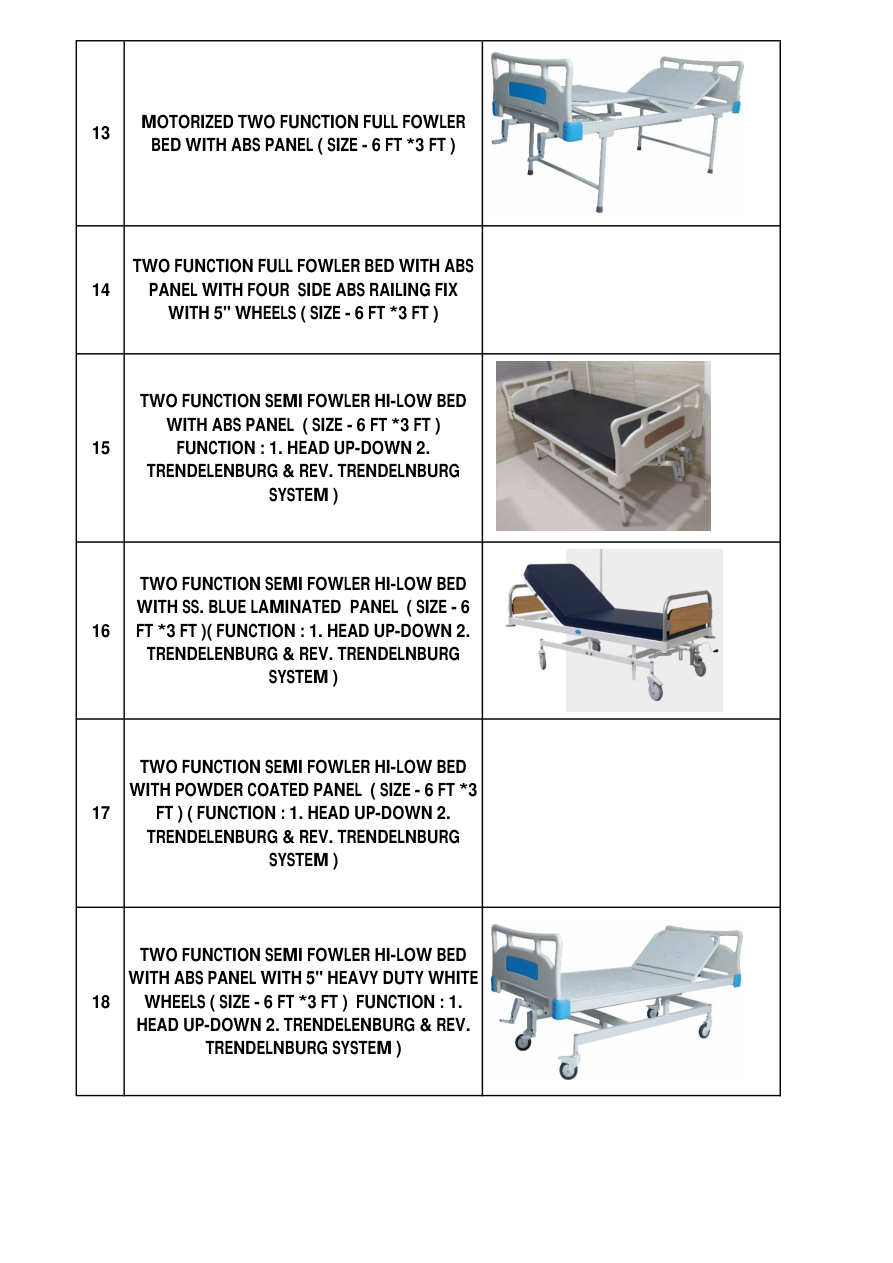 13
MOTORIZED TWO FUNCTION FULL FOWLER
BED WITH ABS PANEL ( SIZE - 6 FT *3 FT )
14
TWO FUNCTION FULL FOWLER BED WITH ABS
PANEL WITH FOUR SIDE ABS RAILING FIX
WITH 5" WHEELS ( SIZE - 6 FT *3 FT )
15
TWO FUNCTION SEMI FOWLER HI-LOW BED
WITH ABS PANEL ( SIZE - 6 FT *3 FT )
FUNCTION : 1. HEAD UP-DOWN 2.
TRENDELENBURG & REV. TRENDELNBURG
SYSTEM )
16
TWO FUNCTION SEMI FOWLER HI-LOW BED
WITH SS. BLUE LAMINATED PANEL ( SIZE - 6
FT *3 FT )( FUNCTION : 1. HEAD UP-DOWN 2.
TRENDELENBURG & REV. TRENDELNBURG
SYSTEM )
17
TWO FUNCTION SEMI FOWLER HI-LOW BED
WITH POWDER COATED PANEL ( SIZE - 6 FT *3
FT ) ( FUNCTION : 1. HEAD UP-DOWN 2.
TRENDELENBURG & REV. TRENDELNBURG
SYSTEM )
18
TWO FUNCTION SEMI FOWLER HI-LOW BED
WITH ABS PANEL WITH 5" HEAVY DUTY WHITE
WHEELS ( SIZE - 6 FT *3 FT ) FUNCTION : 1.
HEAD UP-DOWN 2. TRENDELENBURG & REV.
TRENDELNBURG SYSTEM )